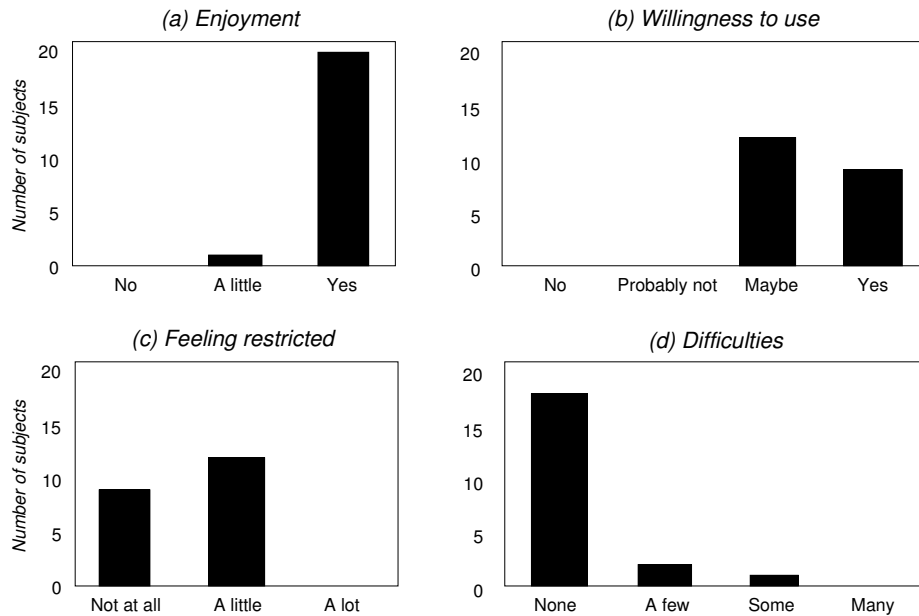 (a) Enjoyment
Number of subjects
20
15
10
5
0
No A little Yes
(b) Willingness to use
20
15
10
5
0
No Probably not Maybe Yes
(c) Feeling restricted
Number of subjects
20
15
10
5
0
Not at all A little A lot
(d) Difficulties
20
15
10
5
0
None A few Some Many